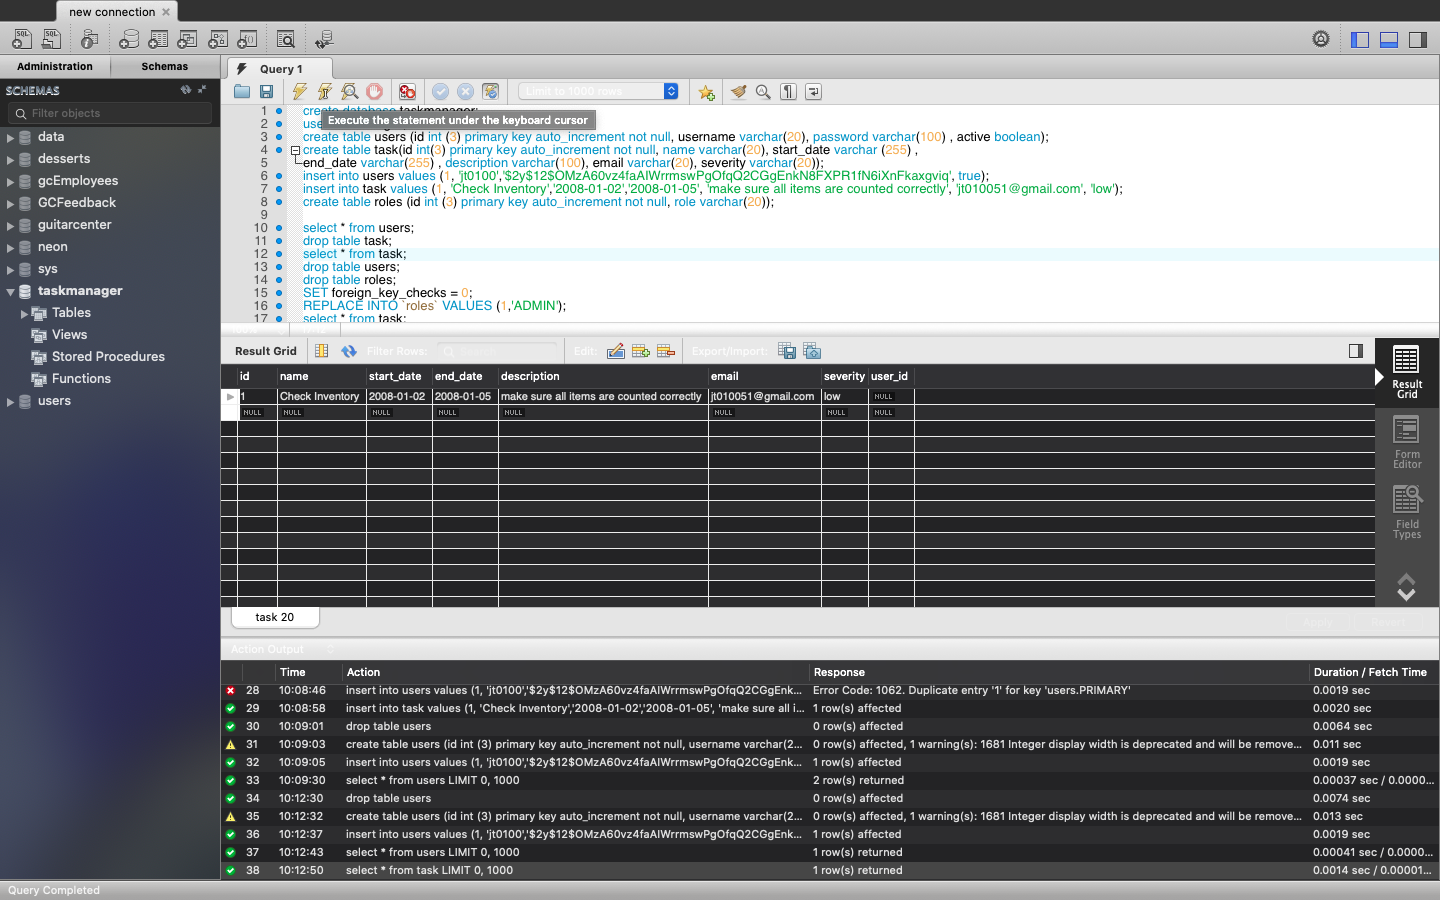 new connection
Administration
Schemas
SCHEMAS
Filter objects
data
desserts
gcEmployees
GCFeedback
guitarcenter
neon
sys
taskmanager
Tables
Views
Stored Procedures
Functions
users
Query 1
Limit to 1000 rows
Execute the statement under the keyboard cursor
1 create database taskmanager;
2 use
3 create table users (id int (3) primary key auto_increment not null, username varchar(20), password varchar(100) , active boolean);
4 create table task(id int(3) primary key auto_increment not null, name varchar(20), start_date varchar (255) ,
5 end_date varchar(255) , description varchar(100), email varchar(20), severity varchar(20));
6 insert into users values (1, 'jt0100','$2y$12$OMzA60vz4faAIWrrmswPgOfqQ2CGgEnkN8FXPR1fN6iXnFkaxgviq', true);
7 insert into task values (1, 'Check Inventory','2008-01-02','2008-01-05', 'make sure all items are counted correctly', 'jt010051@gmail.com', 'low');
8 create table roles (id int (3) primary key auto_increment not null, role varchar(20));
9
10 select * from users;
11 drop table task;
12 select * from task;
13 drop table users;
14 drop table roles;
15 SET foreign_key_checks = 0;
16 REPLACE INTO `roles` VALUES (1,'ADMIN');
17 select * from task;
Result Grid Filter Rows: Search Edit: Export/Import:
id name start_date end_date description email severity user_id
1 Check Inventory 2008-01-02 2008-01-05 make sure all items are counted correctly jt010051@gmail.com low NULL
NULL NULL NULL NULL NULL NULL NULL NULL
Result Grid
Form Editor
Field Types
task 20
Apply Revert
Action Output
Time Action Response Duration / Fetch Time
28 10:08:46 insert into users values (1, 'jt0100','$2y$12$OMzA60vz4faAIWrrmswPgOfqQ2CGgEnk... Error Code: 1062. Duplicate entry '1' for key 'users.PRIMARY' 0.0019 sec
29 10:08:58 insert into task values (1, 'Check Inventory','2008-01-02','2008-01-05', 'make sure all i... 1 row(s) affected 0.0020 sec
30 10:09:01 drop table users 0 row(s) affected 0.0064 sec
31 10:09:03 create table users (id int (3) primary key auto_increment not null, username varchar(2... 0 row(s) affected, 1 warning(s): 1681 Integer display width is deprecated and will be remove... 0.011 sec
32 10:09:05 insert into users values (1, 'jt0100','$2y$12$OMzA60vz4faAIWrrmswPgOfqQ2CGgEnk... 1 row(s) affected 0.0019 sec
33 10:09:30 select * from users LIMIT 0, 1000 2 row(s) returned 0.00037 sec / 0.0000...
34 10:12:30 drop table users 0 row(s) affected 0.0074 sec
35 10:12:32 create table users (id int (3) primary key auto_increment not null, username varchar(2... 0 row(s) affected, 1 warning(s): 1681 Integer display width is deprecated and will be remove... 0.013 sec
36 10:12:37 insert into users values (1, 'jt0100','$2y$12$OMzA60vz4faAIWrrmswPgOfqQ2CGgEnk... 1 row(s) affected 0.0019 sec
37 10:12:43 select * from users LIMIT 0, 1000 1 row(s) returned 0.00041 sec / 0.0000...
38 10:12:50 select * from task LIMIT 0, 1000 1 row(s) returned 0.0014 sec / 0.00001...
Query Completed